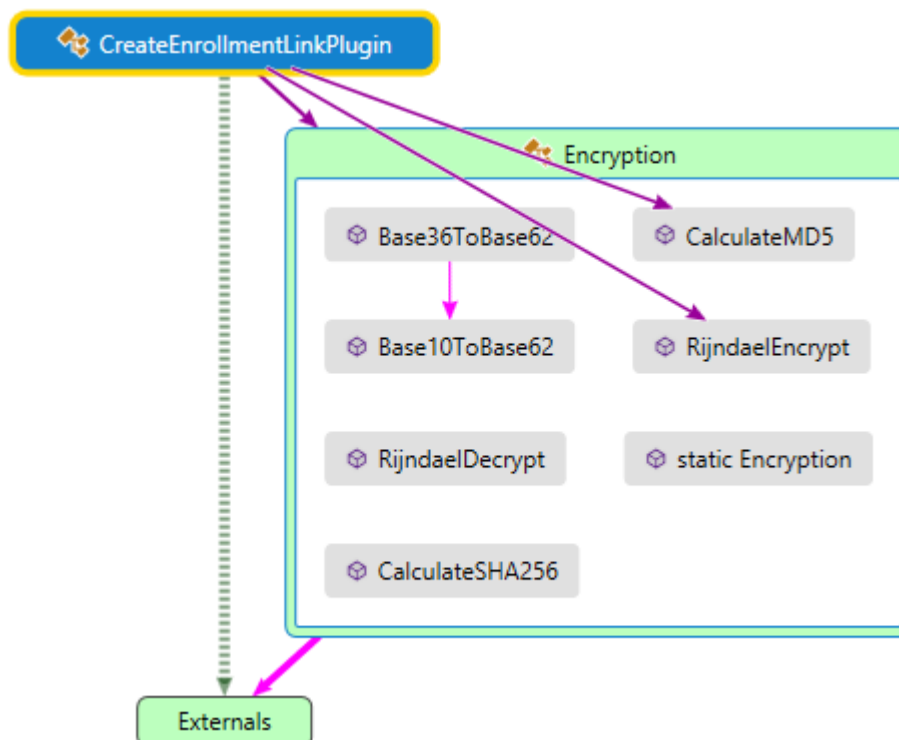 CreateEnrollmentLinkPlugin
Encryption
Base36ToBase62
CalculateMD5
Base10ToBase62
RijndaelEncrypt
RijndaelDecrypt
static Encryption
CalculateSHA256
Externals